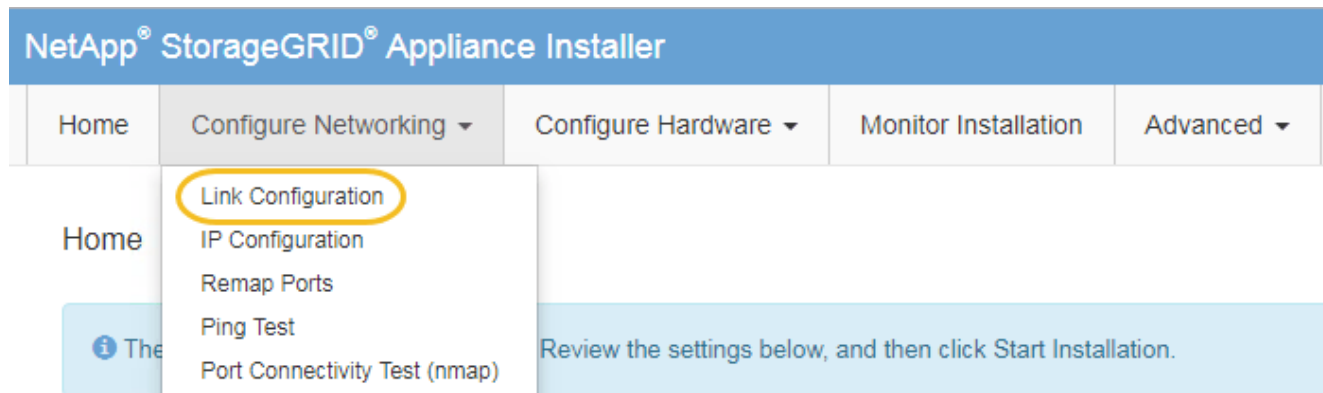 NetApp® StorageGRID® Appliance Installer
Home Configure Networking Configure Hardware Monitor Installation Advanced
Link Configuration
Home
IP Configuration
Remap Ports
Ping Test
The Review the settings below, and then click Start Installation.
Port Connectivity Test (nmap)